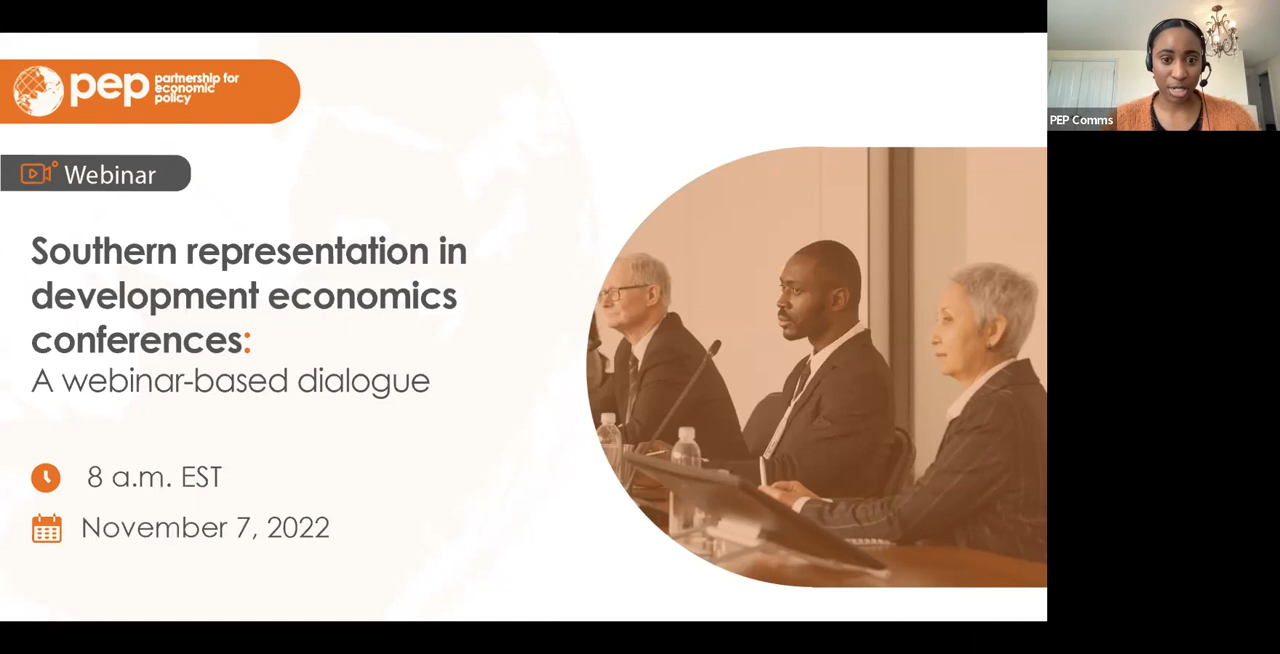 pep partnership for
economic
policy
Webinar
Southern representation in
development economics
conferences:
A webinar-based dialogue
8 a.m. EST
November 7, 2022
PEP Comms